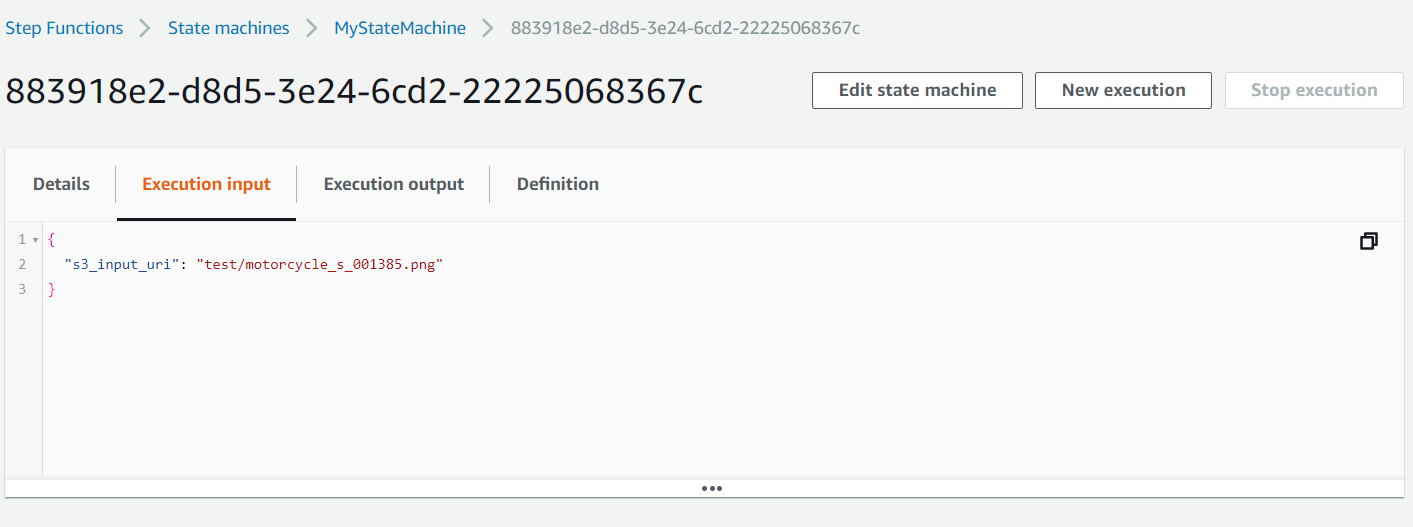 Step Functions > State machines > MyStateMachine > 883918e2-d8d5-3e24-6cd2-22225068367c
883918e2-d8d5-3e24-6cd2-22225068367c Edit state machine New execution Stop execution
Details Execution input Execution output Definition
1 {
2 "s3_input_uri": "test/motorcycle_s_001385.png"
3 }